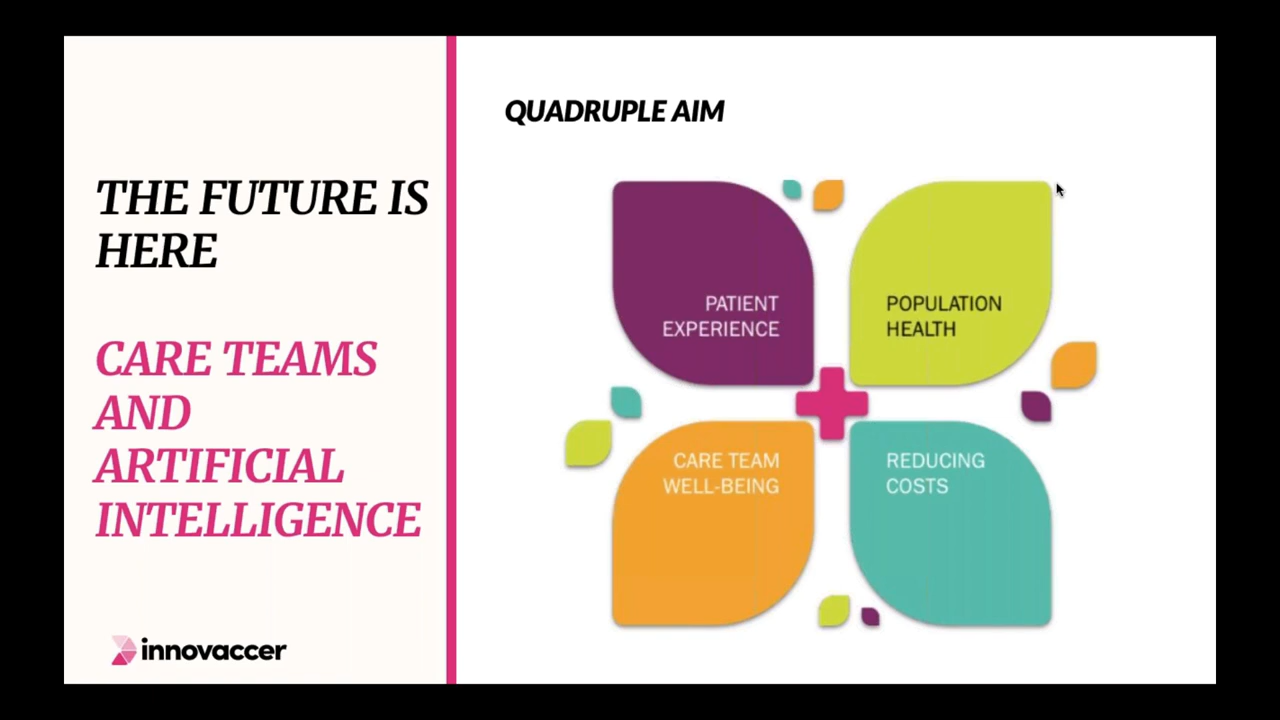 THE FUTURE IS
HERE
CARE TEAMS
AND
ARTIFICIAL
INTELLIGENCE
innovaccer
QUADRUPLE AIM
PATIENT
EXPERIENCE
POPULATION
HEALTH
CARE TEAM
WELL-BEING
REDUCING
COSTS